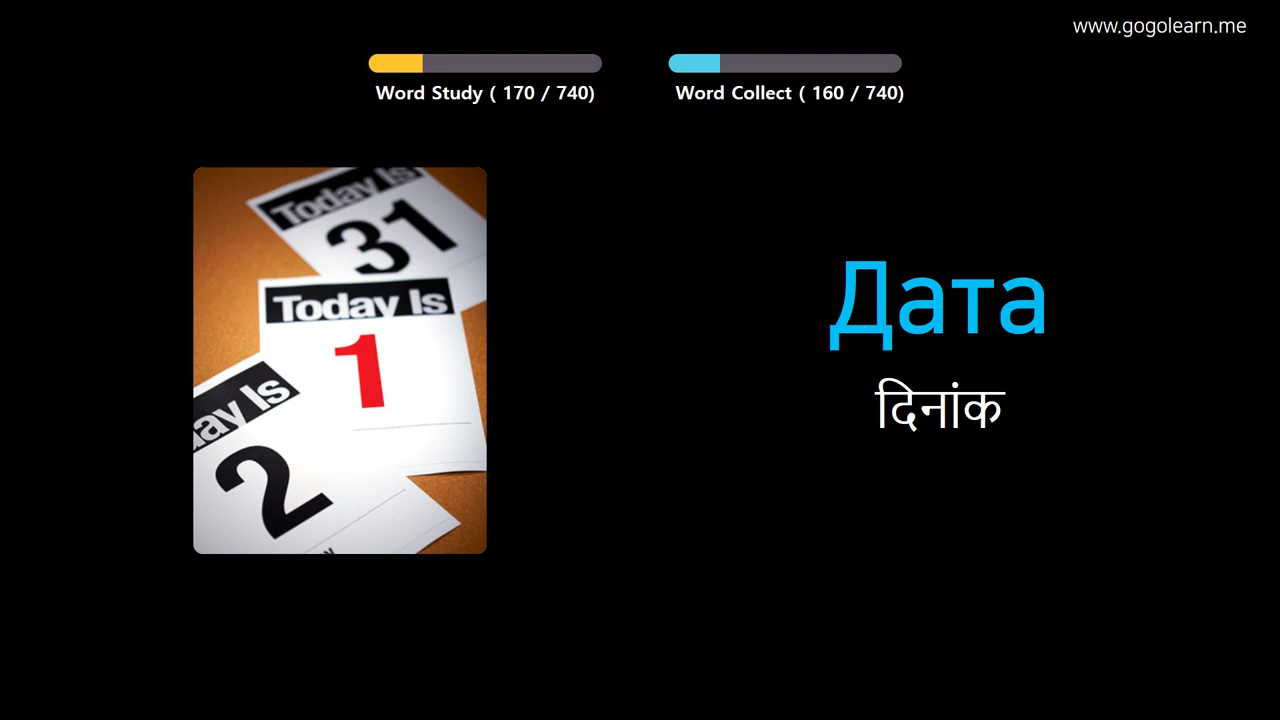 www.gogolearn.me
Word Study ( 170 / 740)
Word Collect ( 160 / 740)
Today Is
31
Today Is
1
ay Is
2
Дата
दिनांक